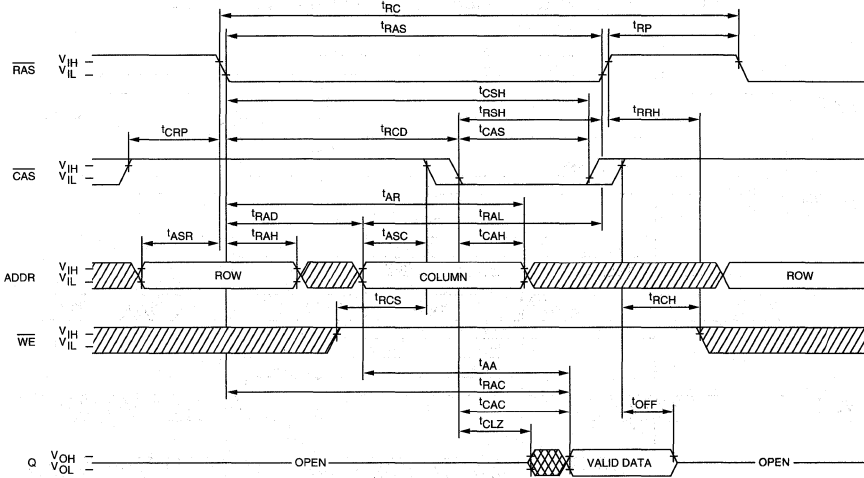 tRC
tRAS
tRP
RAS
VIH
VIL
tCSH
tRSH
tRRH
tCRP
tRCD
tCAS
CAS
VIH
VIL
tAR
tRAD
tRAL
tASR
tRAH
tASC
tCAH
ADDR
VIH
VIL
ROW
COLUMN
ROW
tRCS
tRCH
WE
VIH
VIL
tAA
tRAC
tCAC
tOFF
tCLZ
Q
VOH
VOL
OPEN
VALID DATA
OPEN